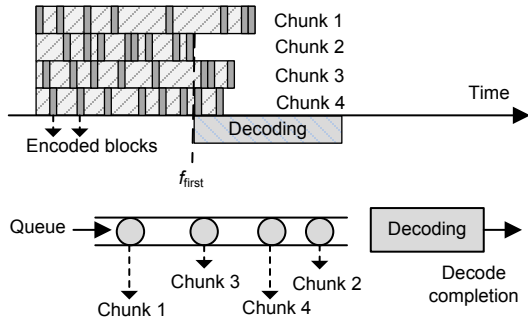 Chunk 1
Chunk 2
Chunk 3
Chunk 4
Time
Decoding
Encoded blocks
f first
Queue
Decoding
Chunk 3
Chunk 2
Chunk 1
Chunk 4
Decode
completion